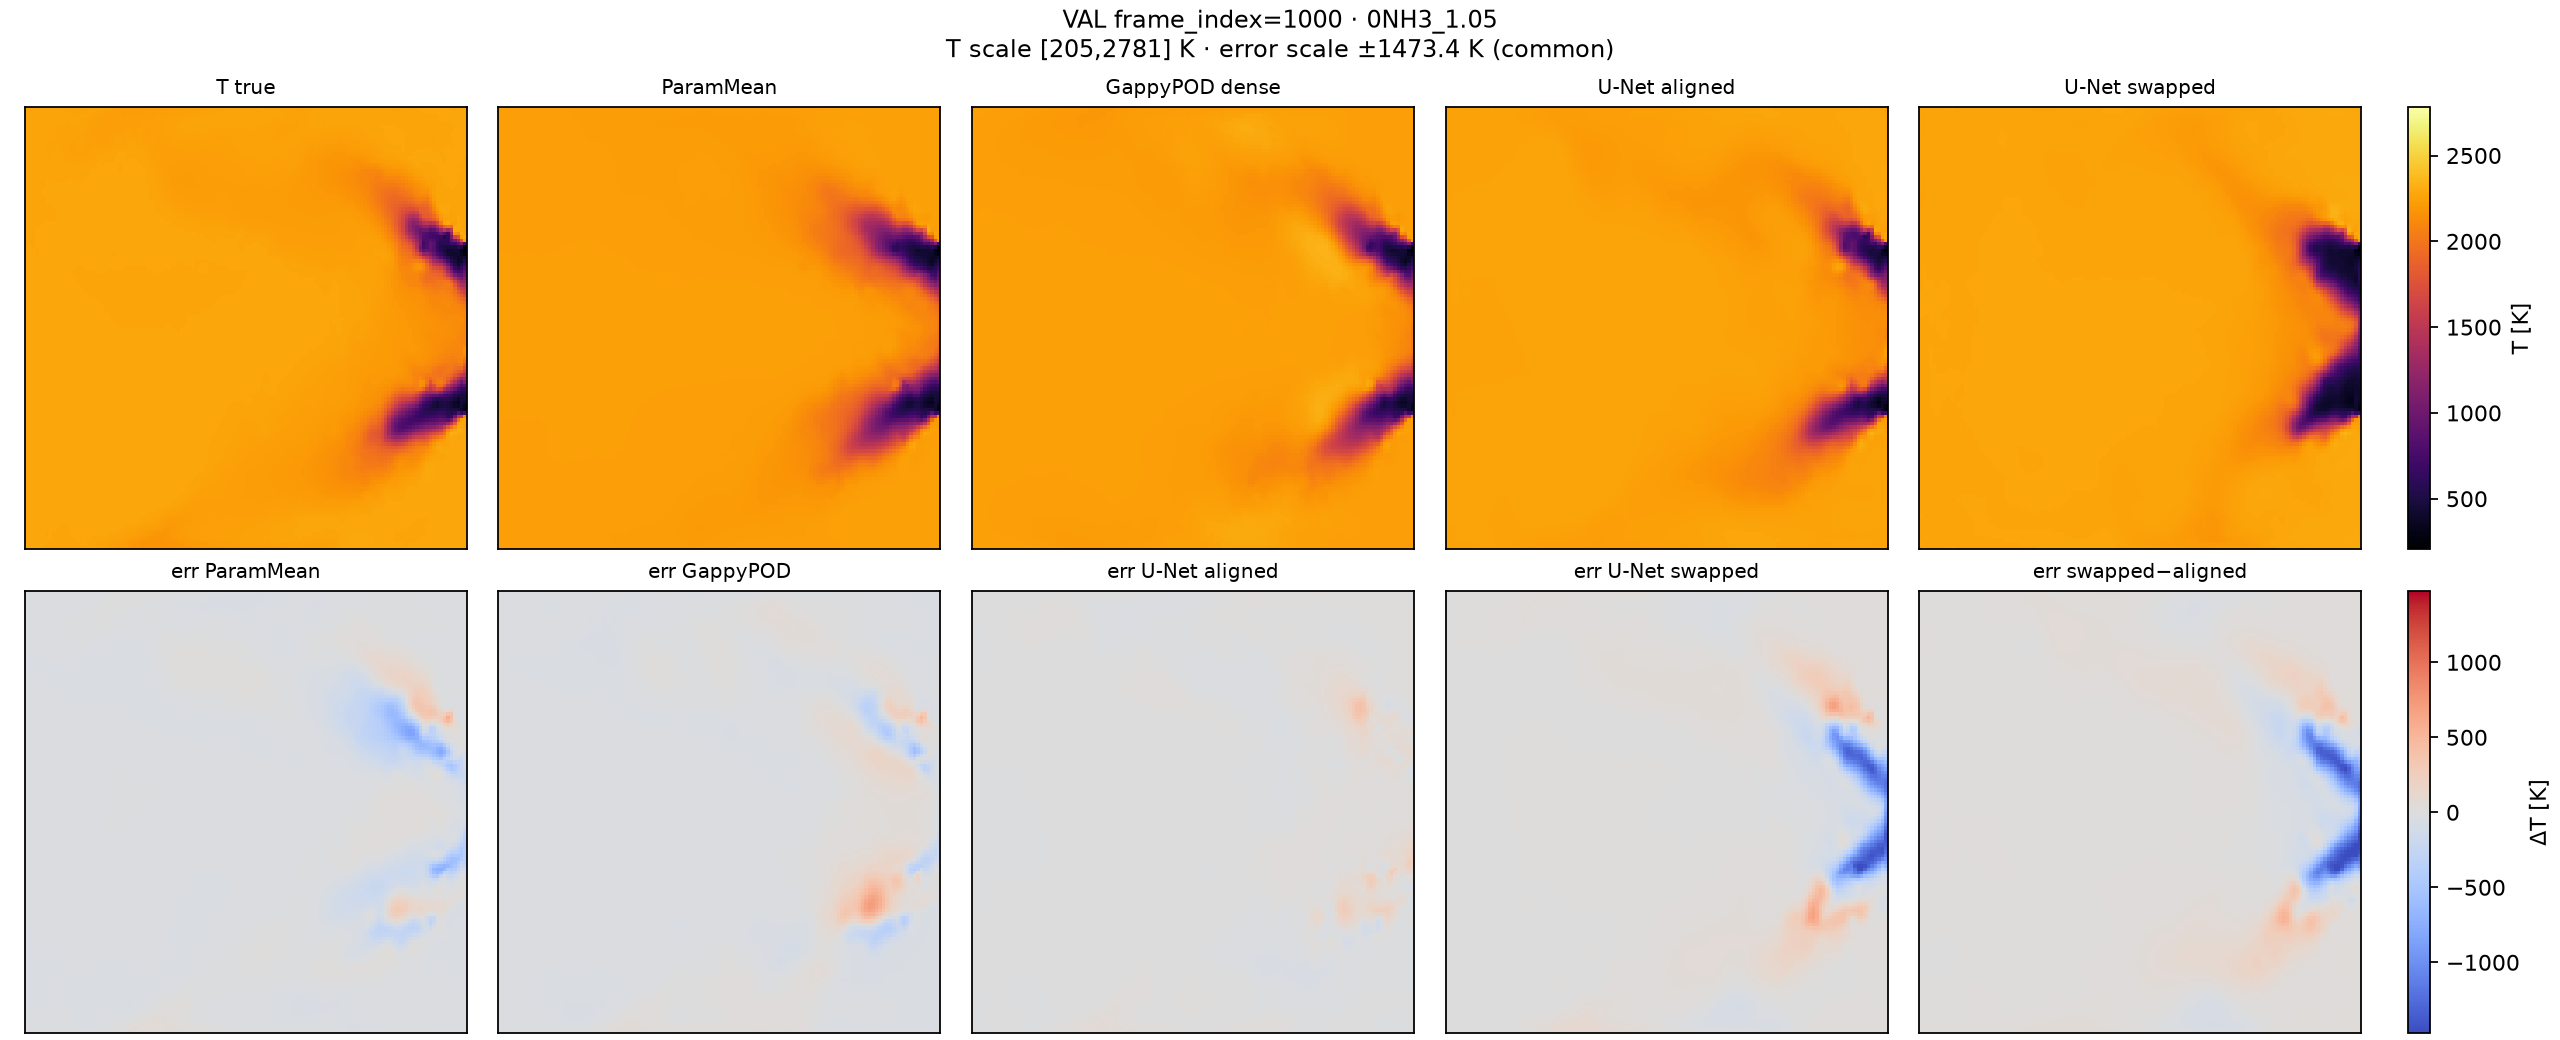 VAL frame_index=1000 · 0NH3_1.05
T scale [205,2781] K · error scale ±1473.4 K (common)
T true
ParamMean
GappyPOD dense
U-Net aligned
U-Net swapped
2500
2000
1500
1000
500
T [K]
err ParamMean
err GappyPOD
err U-Net aligned
err U-Net swapped
err swapped−aligned
1000
500
0
−500
−1000
ΔT [K]